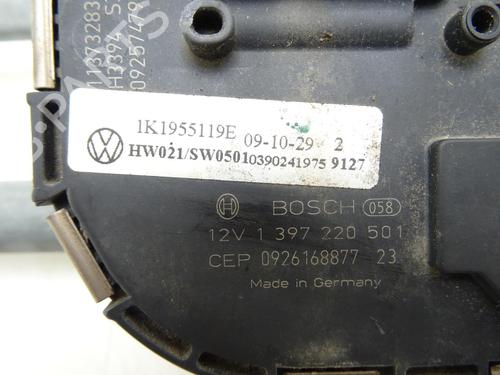 1K1955119E 09-10-29 2
HW021/SW0501 0390241975 9127
BOSCH 058
12V 1 397 220 501
CEP 0926168877 23
Made in Germany